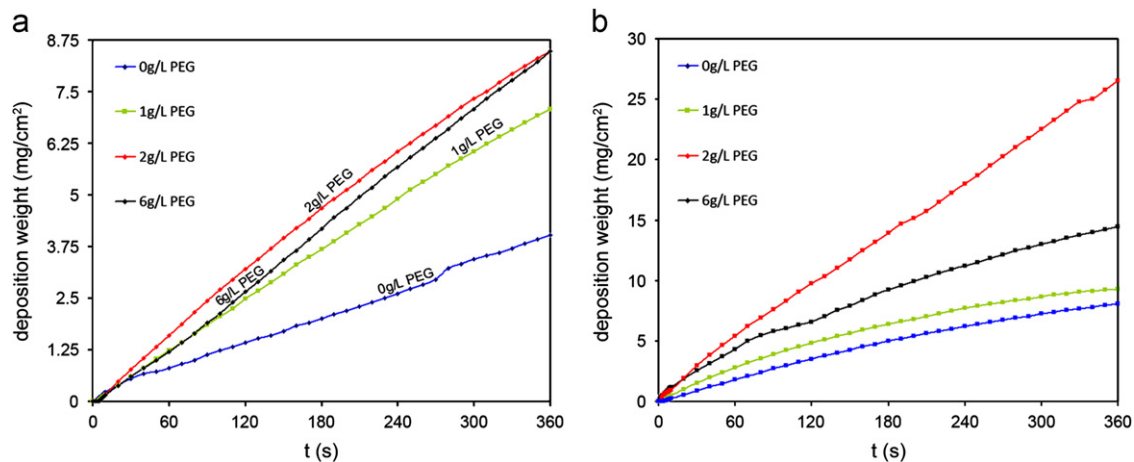 a
8.75
7.5
6.25
5
3.75
2.5
1.25
0
deposition weight (mg/cm²)
0g/L PEG
1g/L PEG
2g/L PEG
6g/L PEG
2g/L PEG
1g/L PEG
6g/L PEG
0g/L PEG
0 60 120 180 240 300 360
t (s)
b
30
25
20
15
10
5
0
deposition weight (mg/cm²)
0g/L PEG
1g/L PEG
2g/L PEG
6g/L PEG
0 60 120 180 240 300 360
t (s)